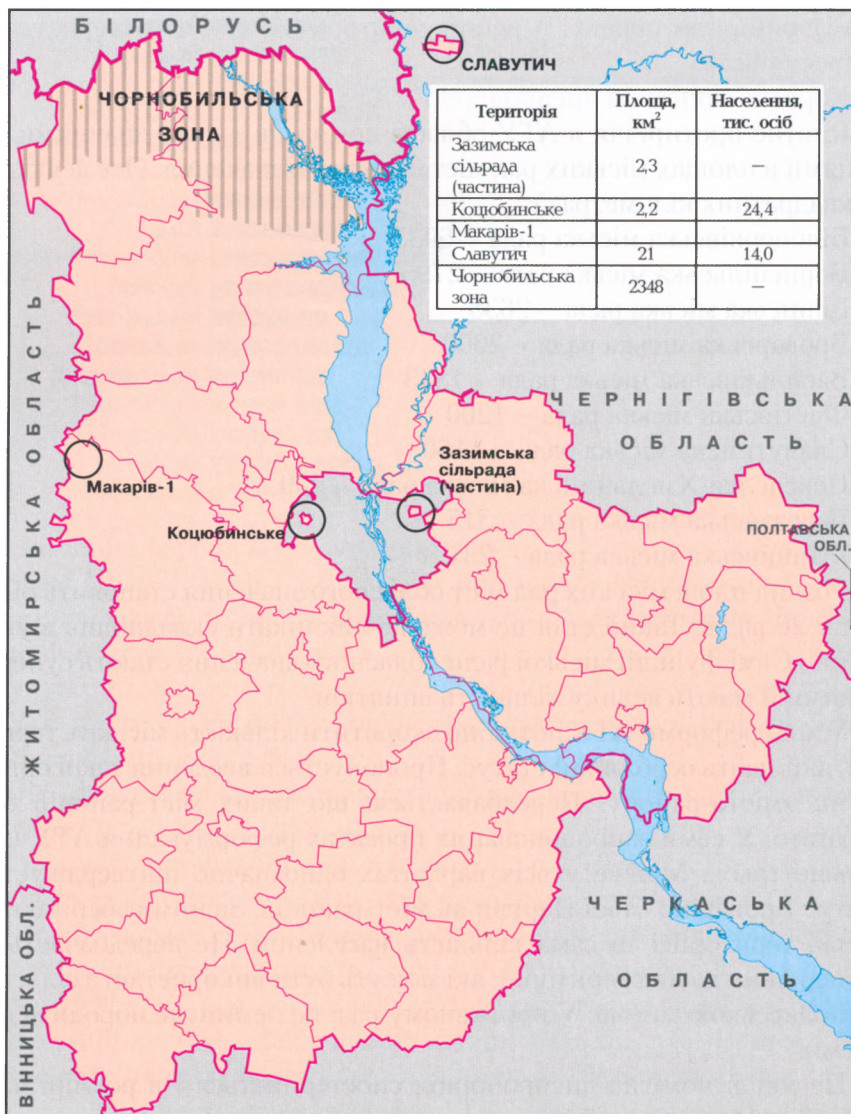 БІЛОРУСЬ
СЛАВУТИЧ
ЧОРНОБИЛЬСЬКА
ЗОНА
Територія Площа, км² Населення, тис. осіб
Зазимська сільрада (частина) 2,3 —
Коцюбинське 2,2 24,4
Макарів-1
Славутич 21 14,0
Чорнобильська зона 2348 —
ЖИТОМИРСЬКА ОБЛАСТЬ
ЧЕРНІГІВСЬКА
ОБЛАСТЬ
Макарів-1
Зазимська
сільрада
(частина)
Коцюбинське
ПОЛТАВСЬКА
ОБЛ.
ЧЕРКАСЬКА
ОБЛАСТЬ
ВІННИЦЬК. ОБЛ.